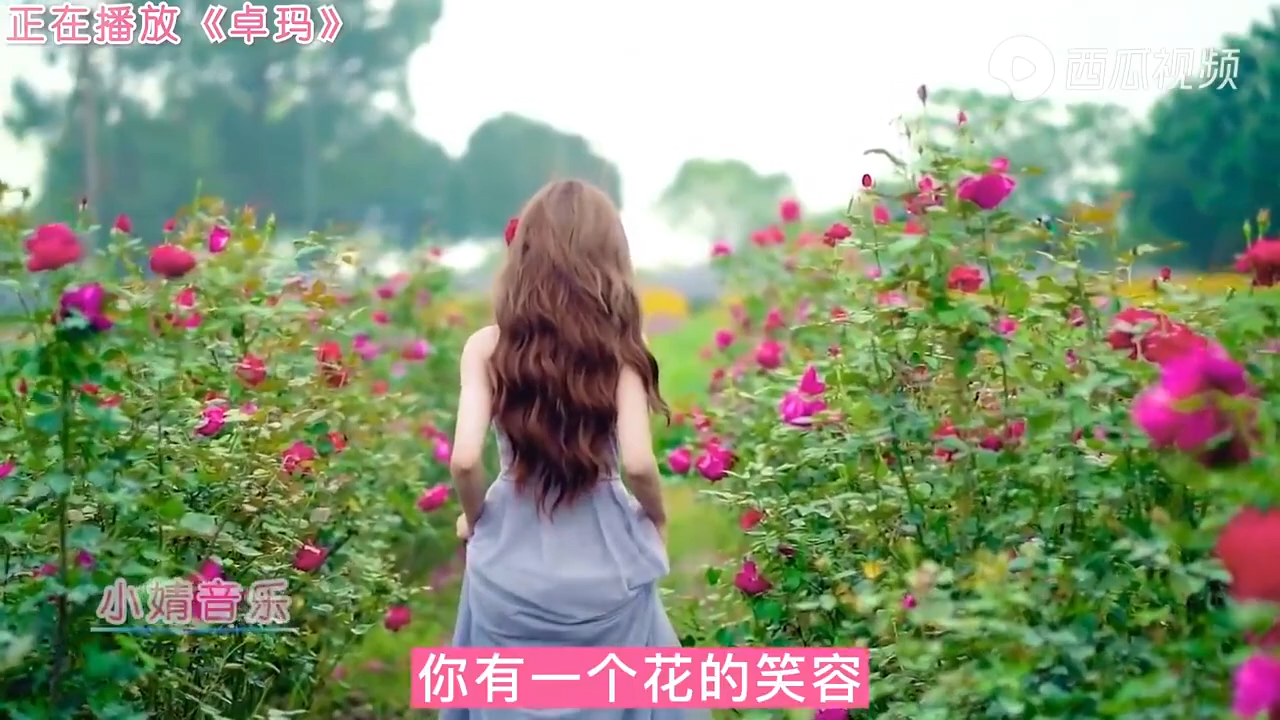 正在播放《卓玛》
西瓜视频
小婧音乐
你有一个花的笑容